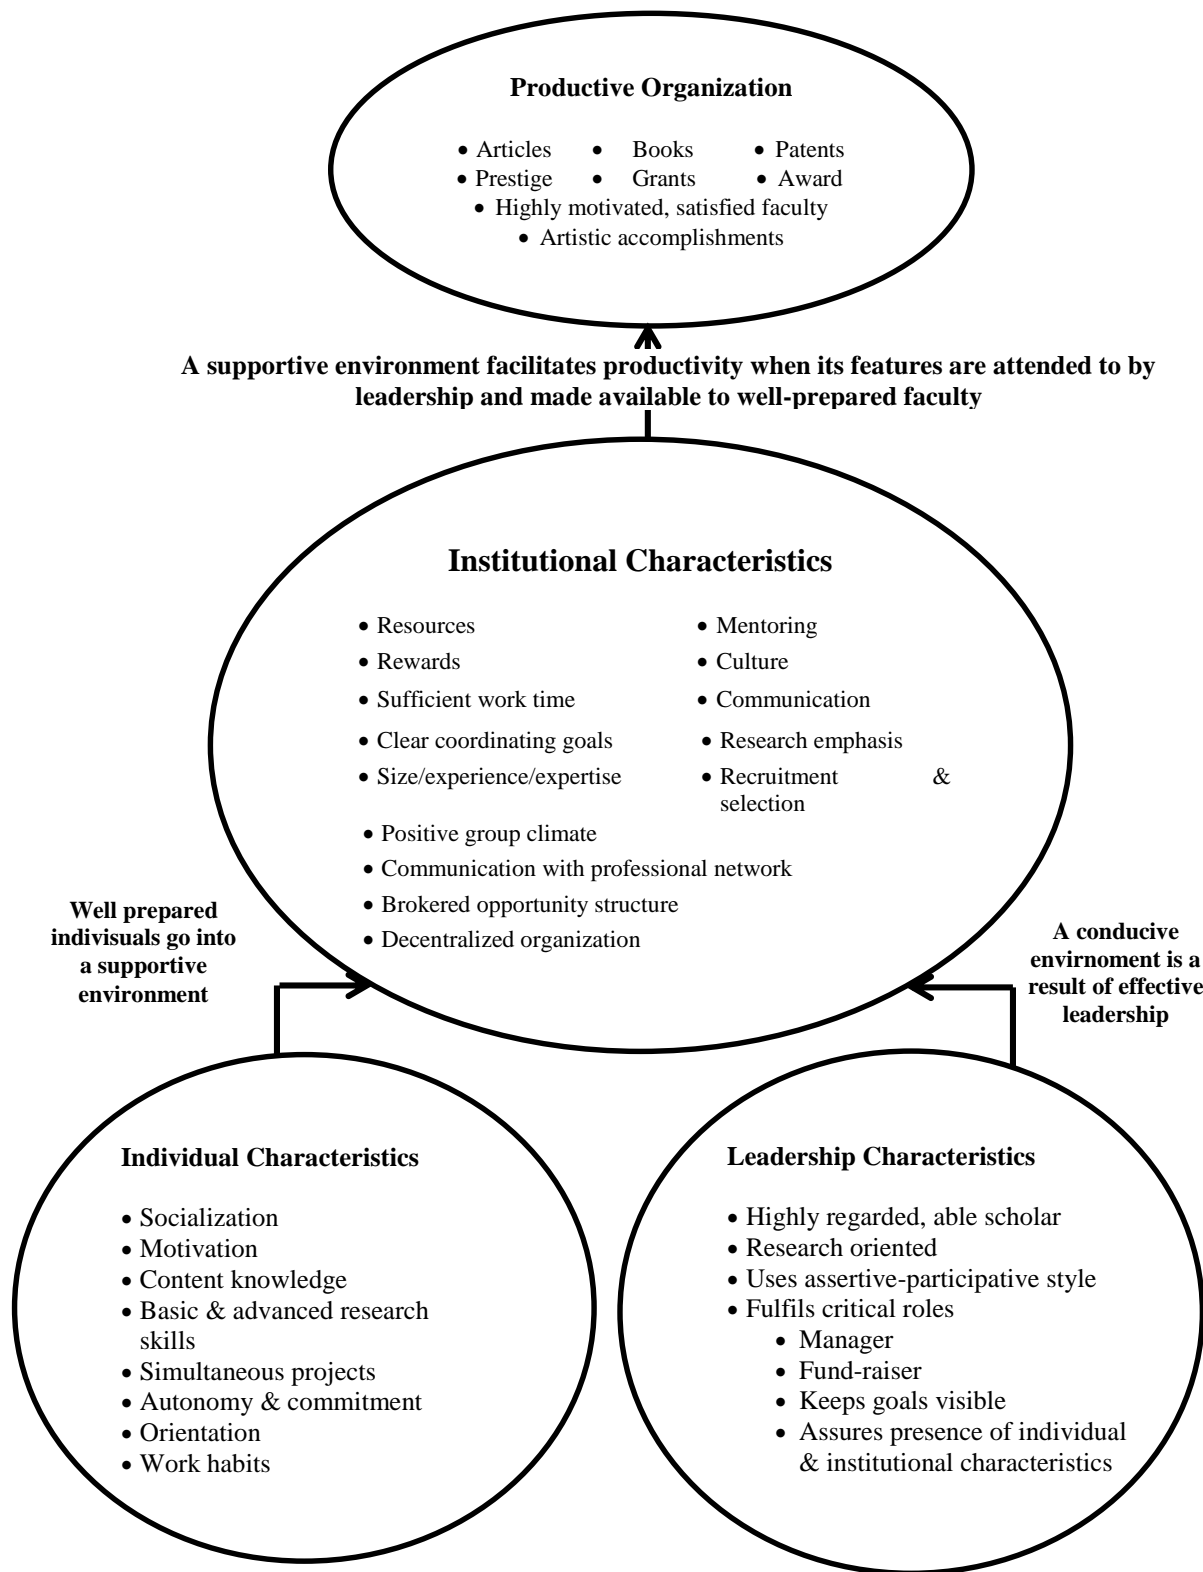 Productive Organization
• Articles • Books • Patents
• Prestige • Grants • Award
• Highly motivated, satisfied faculty
• Artistic accomplishments
A supportive environment facilitates productivity when its features are attended to by
leadership and made available to well-prepared faculty
Institutional Characteristics
• Resources
• Rewards
• Sufficient work time
• Clear coordinating goals
• Size/experience/expertise
• Mentoring
• Culture
• Communication
• Research emphasis
• Recruitment &
selection
• Positive group climate
• Communication with professional network
• Brokered opportunity structure
• Decentralized organization
Well prepared
indivisuals go into
a supportive
environment
A conducive
envirnoment is a
result of effective
leadership
Individual Characteristics
• Socialization
• Motivation
• Content knowledge
• Basic & advanced research
skills
• Simultaneous projects
• Autonomy & commitment
• Orientation
• Work habits
Leadership Characteristics
• Highly regarded, able scholar
• Research oriented
• Uses assertive-participative style
• Fulfils critical roles
• Manager
• Fund-raiser
• Keeps goals visible
• Assures presence of individual
& institutional characteristics